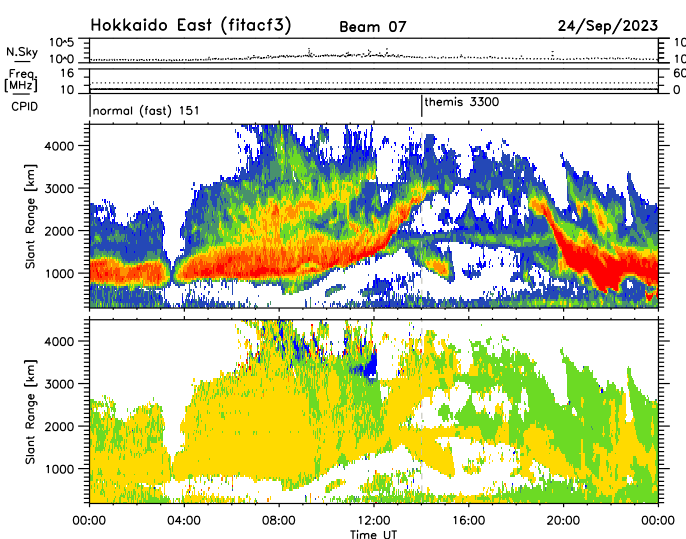 Hokkaido East (fitacf3) Beam 07 24/Sep/2023
N.Sky 10^5 10^0 10 10
Freq. [MHz] 16 10 60 0
CPID normal (fast) 151 themis 3300
Slant Range [km] 4000 3000 2000 1000
Slant Range [km] 4000 3000 2000 1000
00:00 04:00 08:00 12:00 16:00 20:00 00:00
Time UT